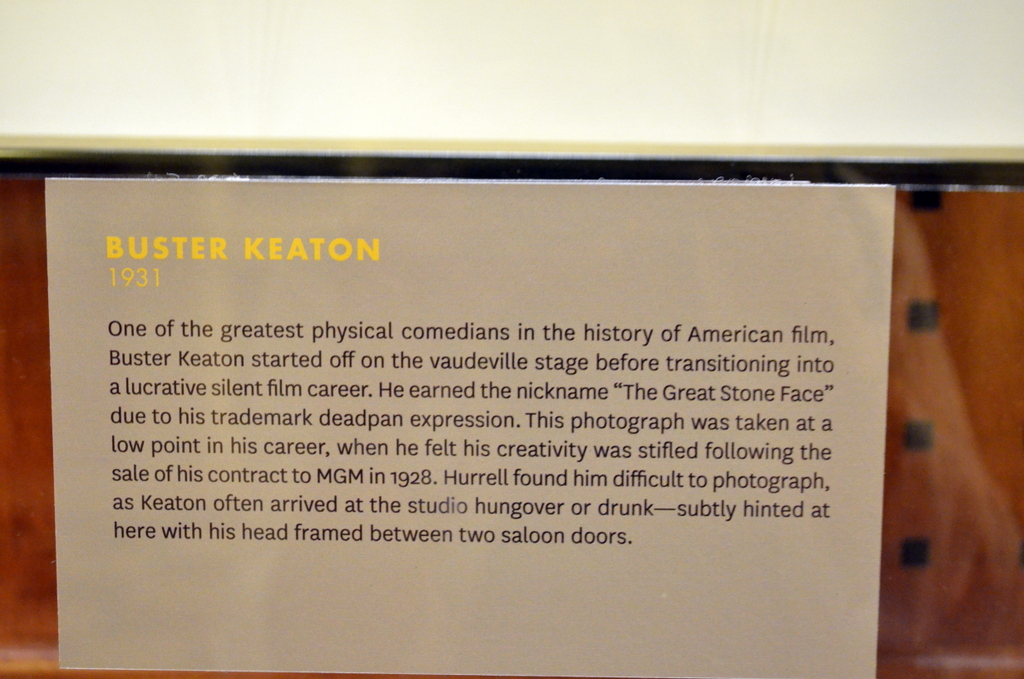 BUSTER KEATON
1931
One of the greatest physical comedians in the history of American film,
Buster Keaton started off on the vaudeville stage before transitioning into
a lucrative silent film career. He earned the nickname “The Great Stone Face”
due to his trademark deadpan expression. This photograph was taken at a
low point in his career, when he felt his creativity was stifled following the
sale of his contract to MGM in 1928. Hurrell found him difficult to photograph,
as Keaton often arrived at the studio hungover or drunk—subtly hinted at
here with his head framed between two saloon doors.